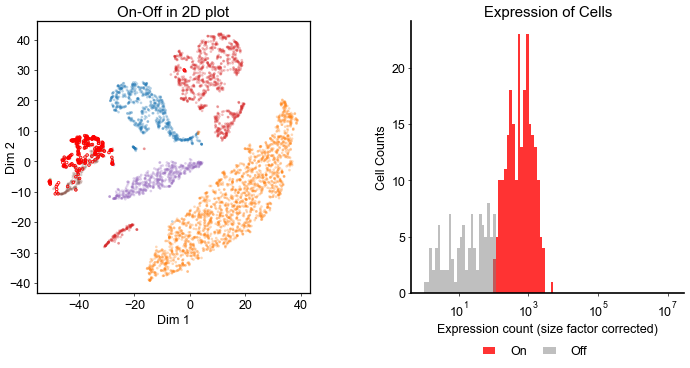 On-Off in 2D plot
Dim 2
40
30
20
10
0
−10
−20
−30
−40
−40 −20 0 20 40
Dim 1
Expression of Cells
Cell Counts
20
15
10
5
0
10^1 10^3 10^5 10^7
Expression count (size factor corrected)
On Off